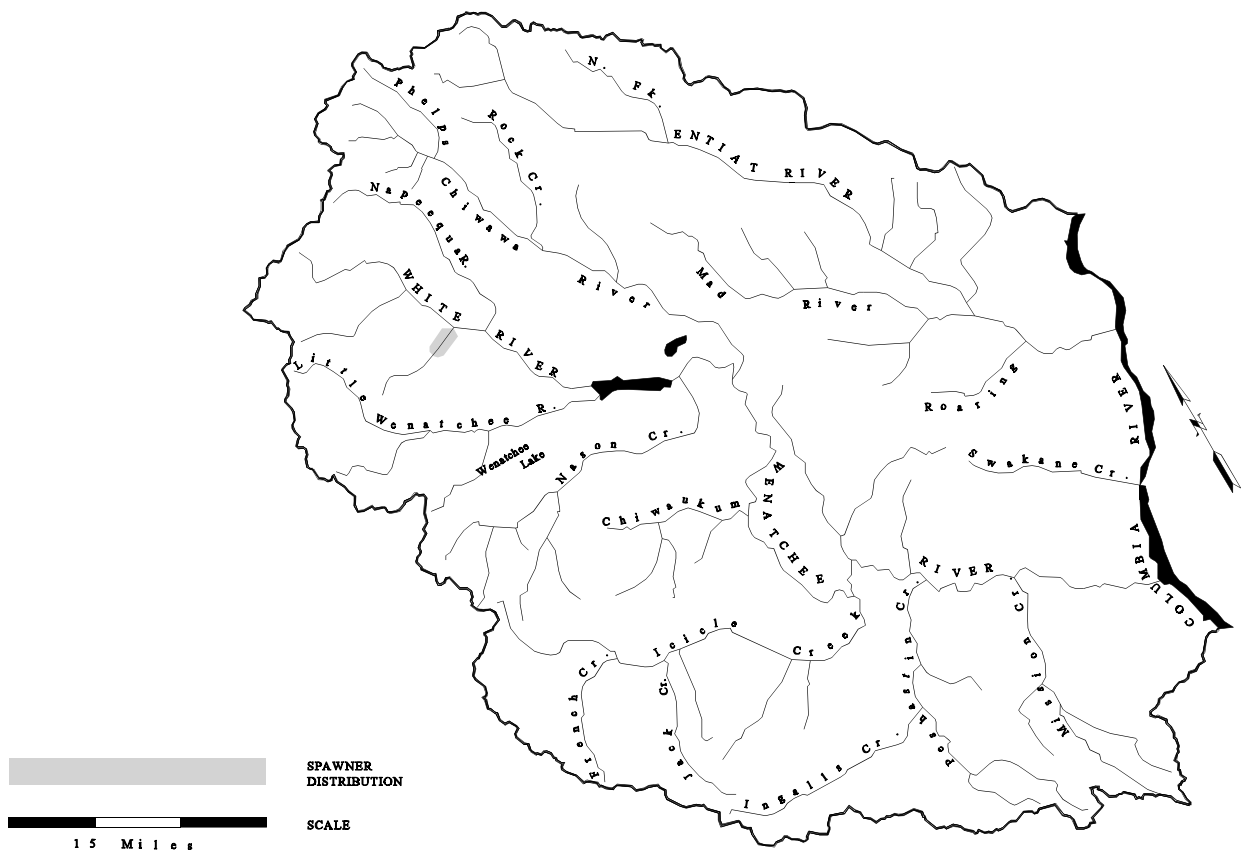 N. Fk.
Phelps
Rock Cr.
ENTIAT RIVER
Napeequa R.
Chiwawa River
WHITE RIVER
Mad River
Little Wenatchee R.
Roaring
COLUMBIA RIVER
Wenatchee
Lake
Nason Cr.
Swakane Cr.
Chiwaukum
WENATCHEE RIVER
Icicle Creek
French Cr.
Jack Cr.
Ingalls Cr.
Peshastin Cr.
Mission Cr.
N
SPAWNER
DISTRIBUTION
SCALE
15 Miles